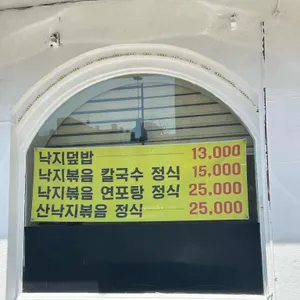 낙지덮밥 13,000
낙지볶음 칼국수 정식 15,000
낙지볶음 연포탕 정식 25,000
산낙지볶음 정식 25,000